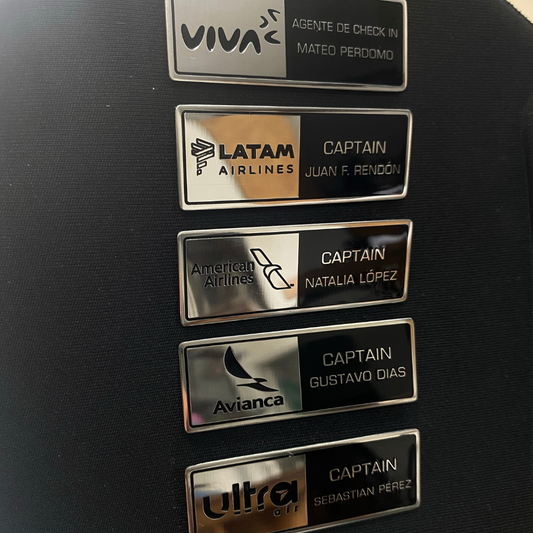 VIVA
AGENTE DE CHECK IN
MATEO PERDOMO
LATAM
AIRLINES
CAPTAIN
JUAN F. RENDÓN
American
Airlines
CAPTAIN
NATALIA LÓPEZ
Avianca
CAPTAIN
GUSTAVO DIAS
ultra
air
CAPTAIN
SEBASTIAN PÉREZ